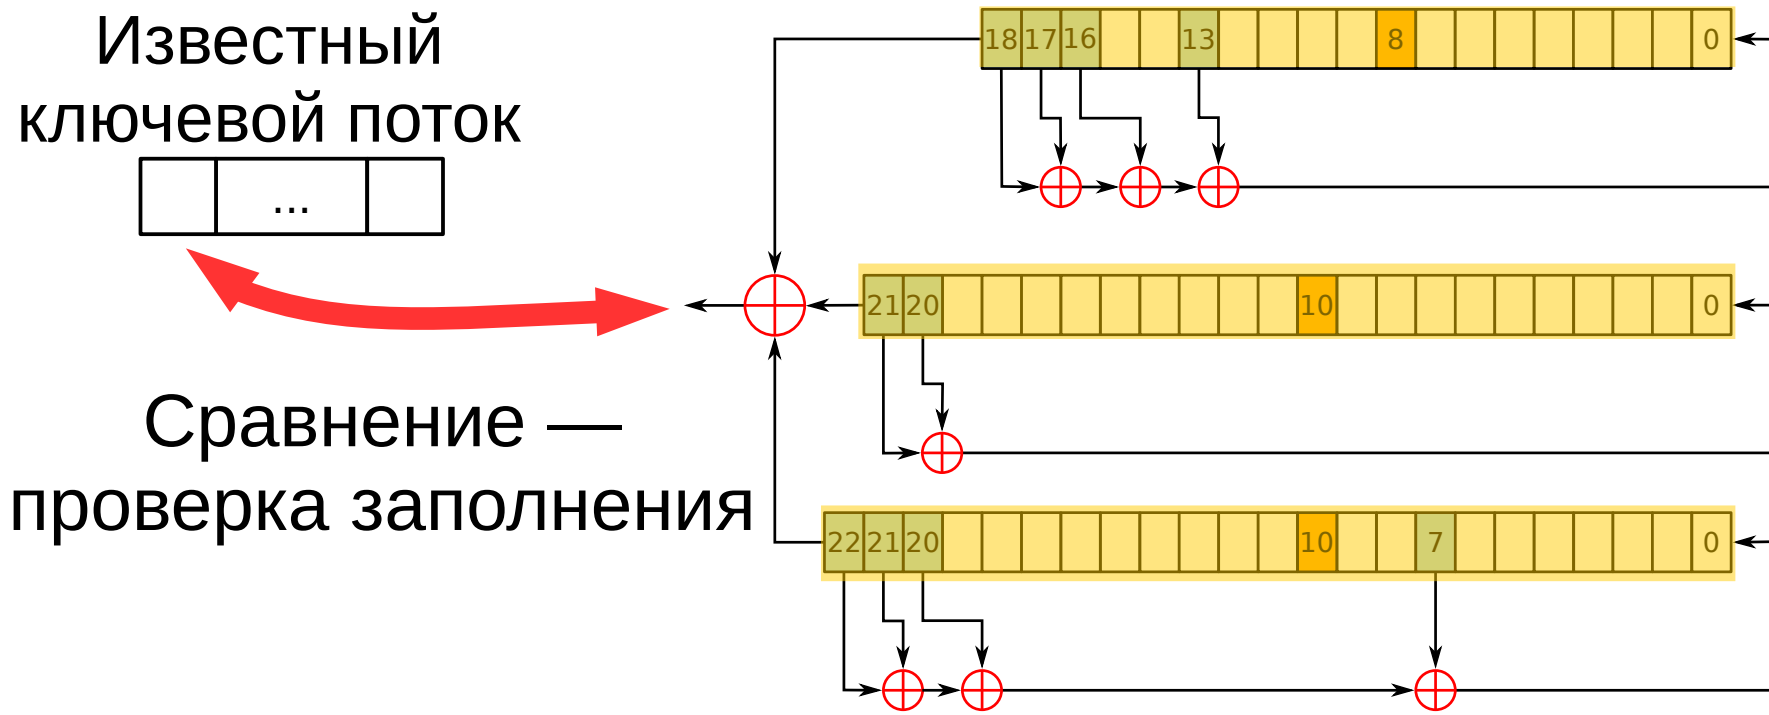 Известный
ключевой поток
...
Сравнение —
проверка заполнения
18 17 16 13 8 0
21 20 10 0
22 21 20 10 7 0